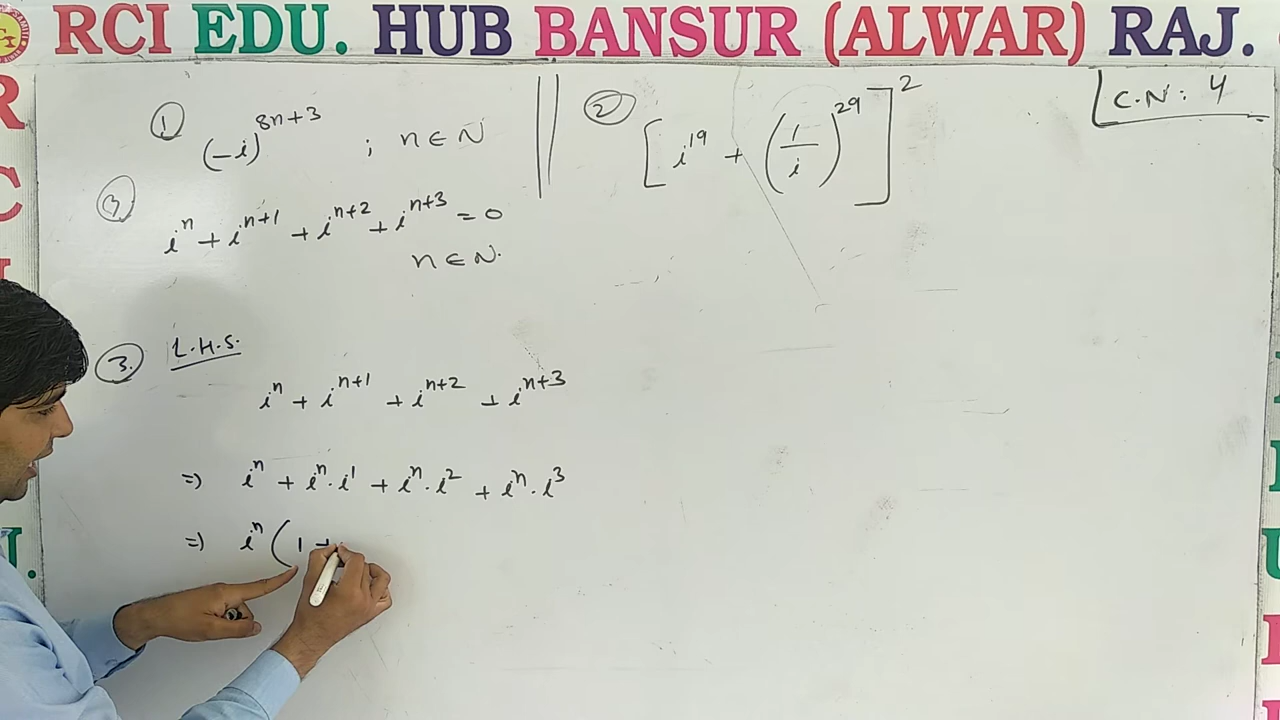 RCI EDU. HUB BANSUR (ALWAR) RAJ.
C.N: 4
① (-i)^{8n+3} ; n ∈ N
② [i^{19} + (1/i)^{29}]^2
③ i^n + i^{n+1} + i^{n+2} + i^{n+3} = 0
n ∈ N.
③. L.H.S.
i^n + i^{n+1} + i^{n+2} + i^{n+3}
=) i^n + i^n · i^1 + i^n · i^2 + i^n · i^3
=) i^n (1 +